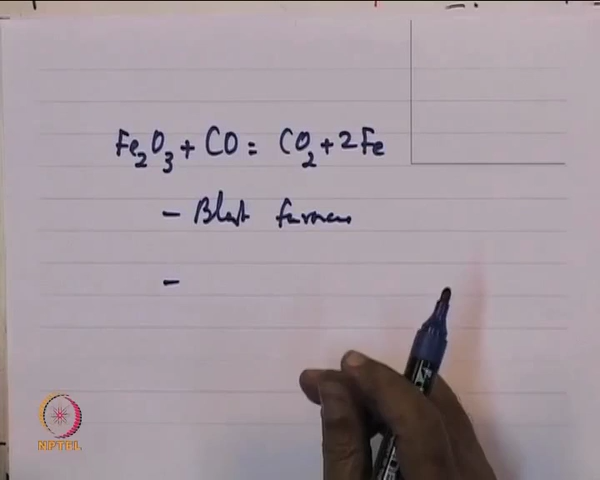 Fe2O3 + CO = CO2 + 2Fe
- Blast furnace
-
NPTEL